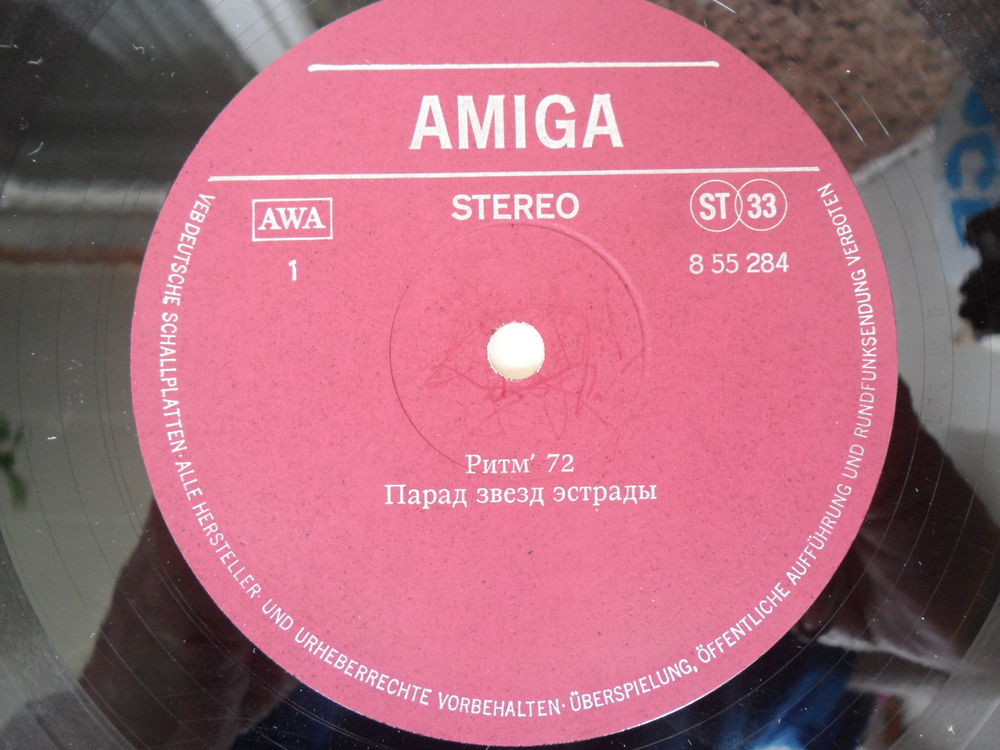 AMIGA
AWA
STEREO
ST 33
1
8 55 284
Ритм' 72
Парад звезд эстрады
VEB DEUTSCHE SCHALLPLATTEN · ALLE HERSTELLER- UND URHEBERRECHTE VORBEHALTEN · ÜBERSPIELUNG, ÖFFENTLICHE AUFFÜHRUNG UND RUNDFUNKSENDUNG VERBOTEN